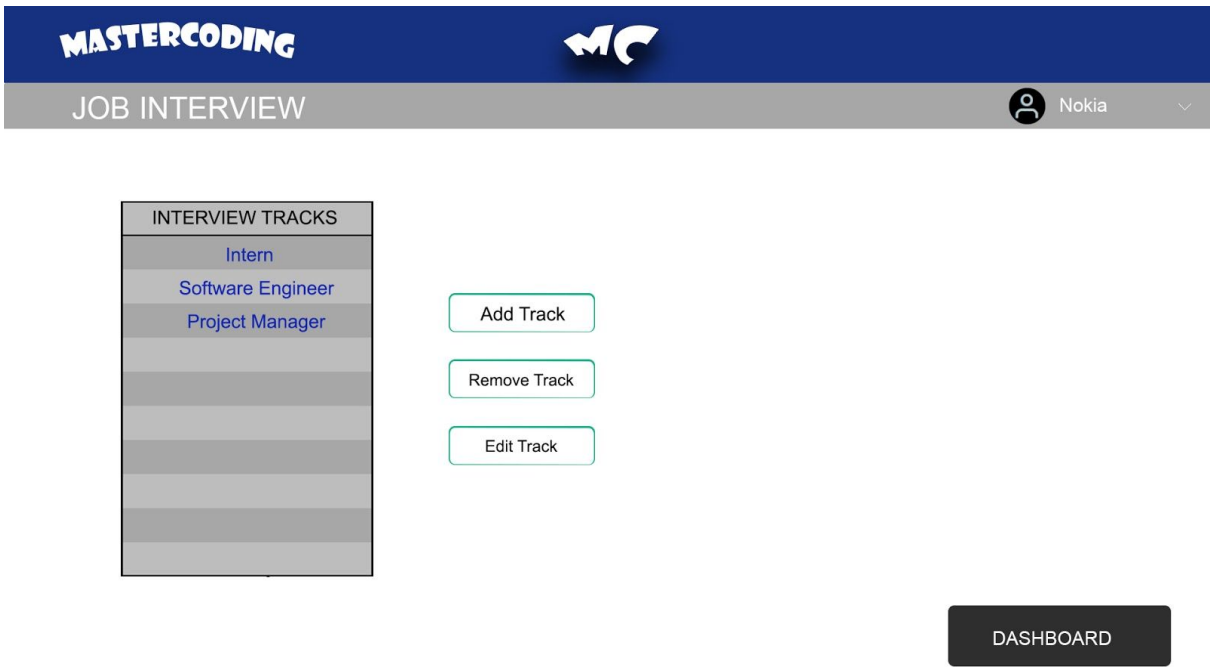 MASTERCODING
MC
JOB INTERVIEW
Nokia
INTERVIEW TRACKS
Intern
Software Engineer
Project Manager
Add Track
Remove Track
Edit Track
DASHBOARD